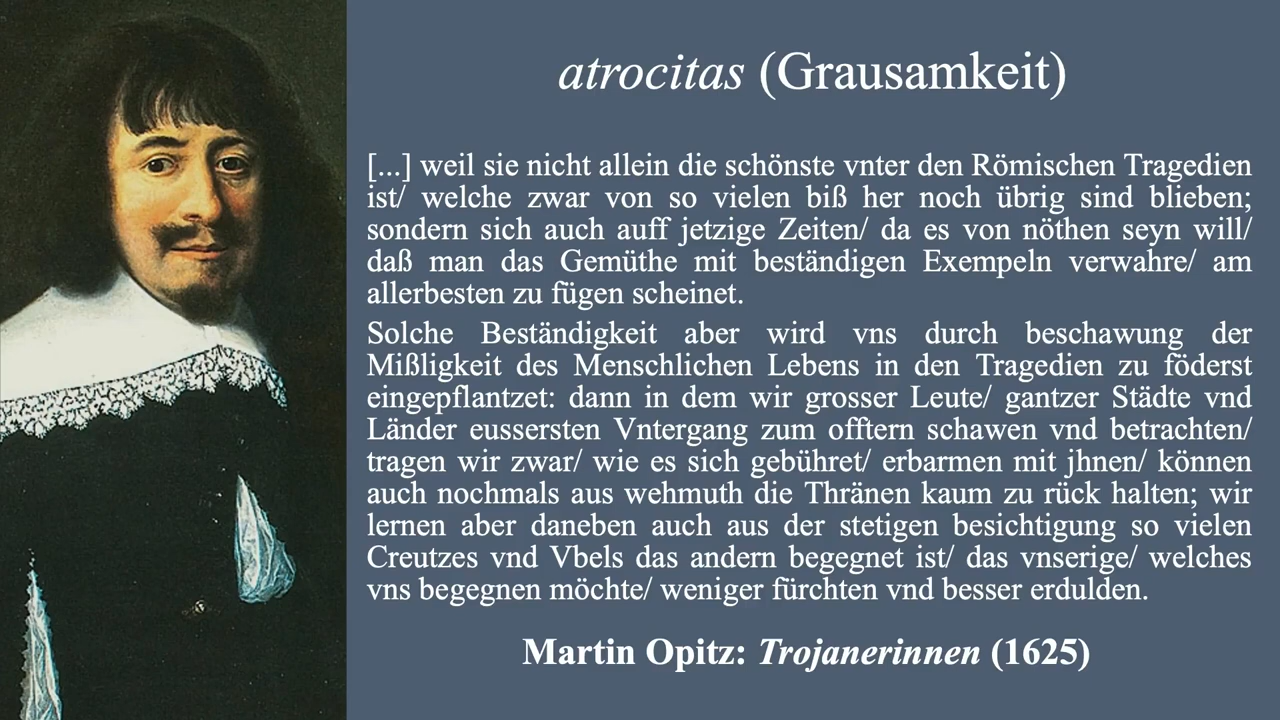 atrocitas (Grausamkeit)
[...] weil sie nicht allein die schönste vnter den Römischen Tragedien
ist/ welche zwar von so vielen biß her noch übrig sind blieben;
sondern sich auch auff jetzige Zeiten/ da es von nöthen seyn will/
daß man das Gemüthe mit beständigen Exempeln verwahre/ am
allerbesten zu fügen scheinet.
Solche Beständigkeit aber wird vns durch beschawung der
Mißligkeit des Menschlichen Lebens in den Tragedien zu föderst
eingepflantzet: dann in dem wir grosser Leute/ gantzer Städte vnd
Länder eussersten Vntergang zum offtern schawen vnd betrachten/
tragen wir zwar/ wie es sich gebühret/ erbarmen mit jhnen/ können
auch nochmals aus wehmuth die Thränen kaum zu rück halten; wir
lernen aber daneben auch aus der stetigen besichtigung so vielen
Creutzes vnd Vbels das andern begegnet ist/ das vnserige/ welches
vns begegnen möchte/ weniger fürchten vnd besser erdulden.
Martin Opitz: Trojanerinnen (1625)